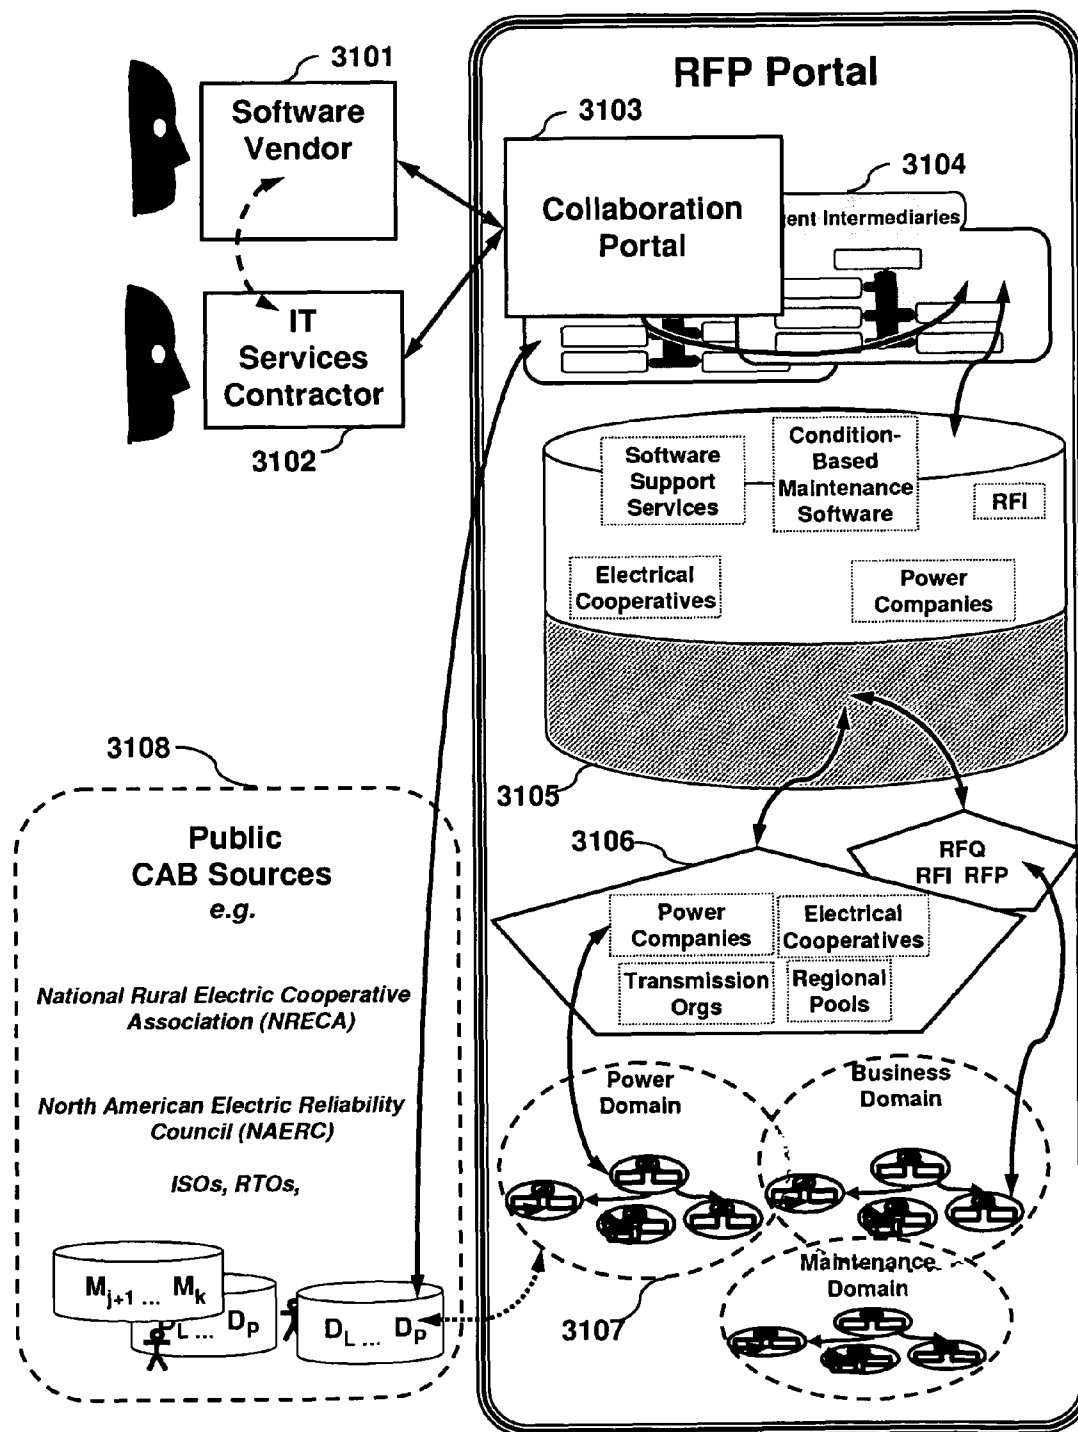 3101
RFP Portal
Software
Vendor
3103
3104
Collaboration
Portal
gent Intermediaries
IT
Services
Contractor
3102
Software
Support
Services
Condition-
Based
Maintenance
Software
RFI
Electrical
Cooperatives
Power
Companies
3108
3105
Public
CAB Sources
e.g.
3106
RFQ
RFI RFP
Power
Companies
Electrical
Cooperatives
Transmission
Orgs
Regional
Pools
National Rural Electric Cooperative
Association (NRECA)
North American Electric Reliability
Council (NAERC)
ISOs, RTOs,
Power
Domain
Business
Domain
Maintenance
Domain
Mj+1 ... Mk
DL ... DP
DL ... DP
3107